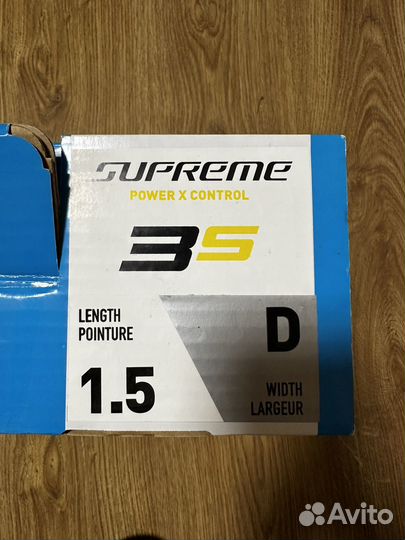 SUPREME
POWER X CONTROL
3S
LENGTH
POINTURE
1.5
D
WIDTH
LARGEUR
Avito